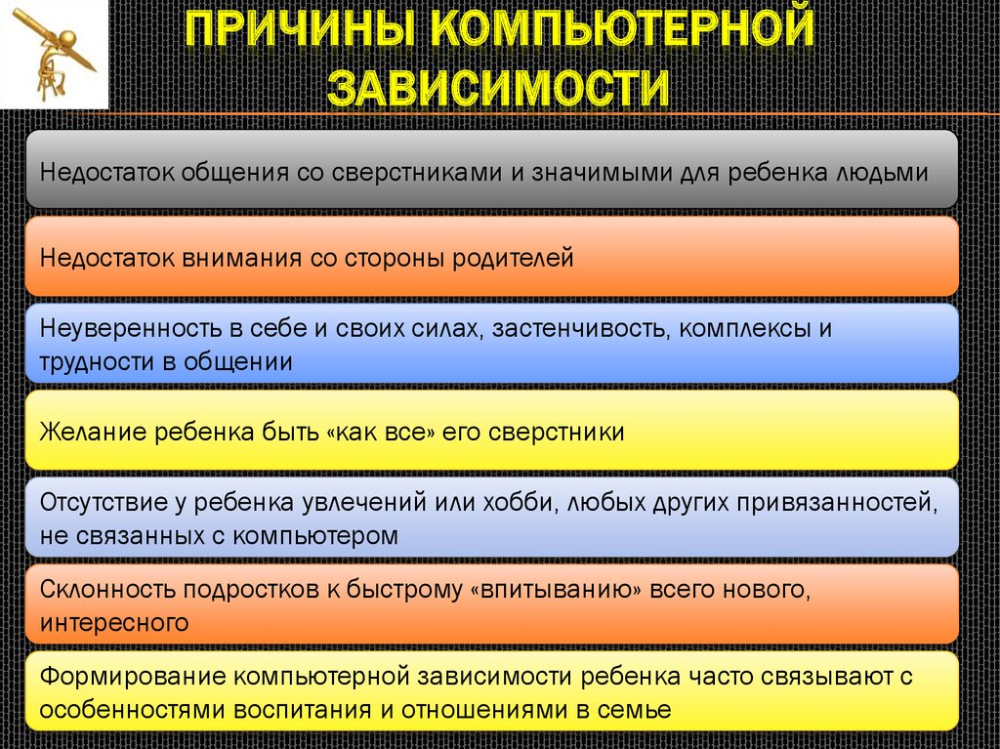 ПРИЧИНЫ КОМПЬЮТЕРНОЙ
ЗАВИСИМОСТИ
Недостаток общения со сверстниками и значимыми для ребенка людьми
Недостаток внимания со стороны родителей
Неуверенность в себе и своих силах, застенчивость, комплексы и
трудности в общении
Желание ребенка быть «как все» его сверстники
Отсутствие у ребенка увлечений или хобби, любых других привязанностей,
не связанных с компьютером
Склонность подростков к быстрому «впитыванию» всего нового,
интересного
Формирование компьютерной зависимости ребенка часто связывают с
особенностями воспитания и отношениями в семье